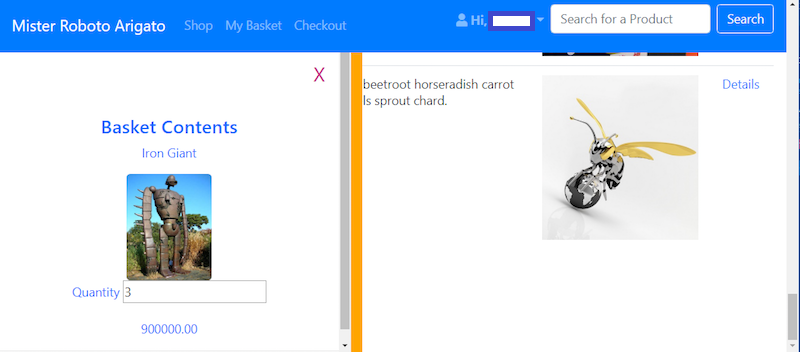 Mister Roboto Arigato
Shop
My Basket
Checkout
Hi,
Search for a Product
Search
X
Basket Contents
Iron Giant
Quantity 3
900000.00
beetroot horseradish carrot
ls sprout chard.
Details